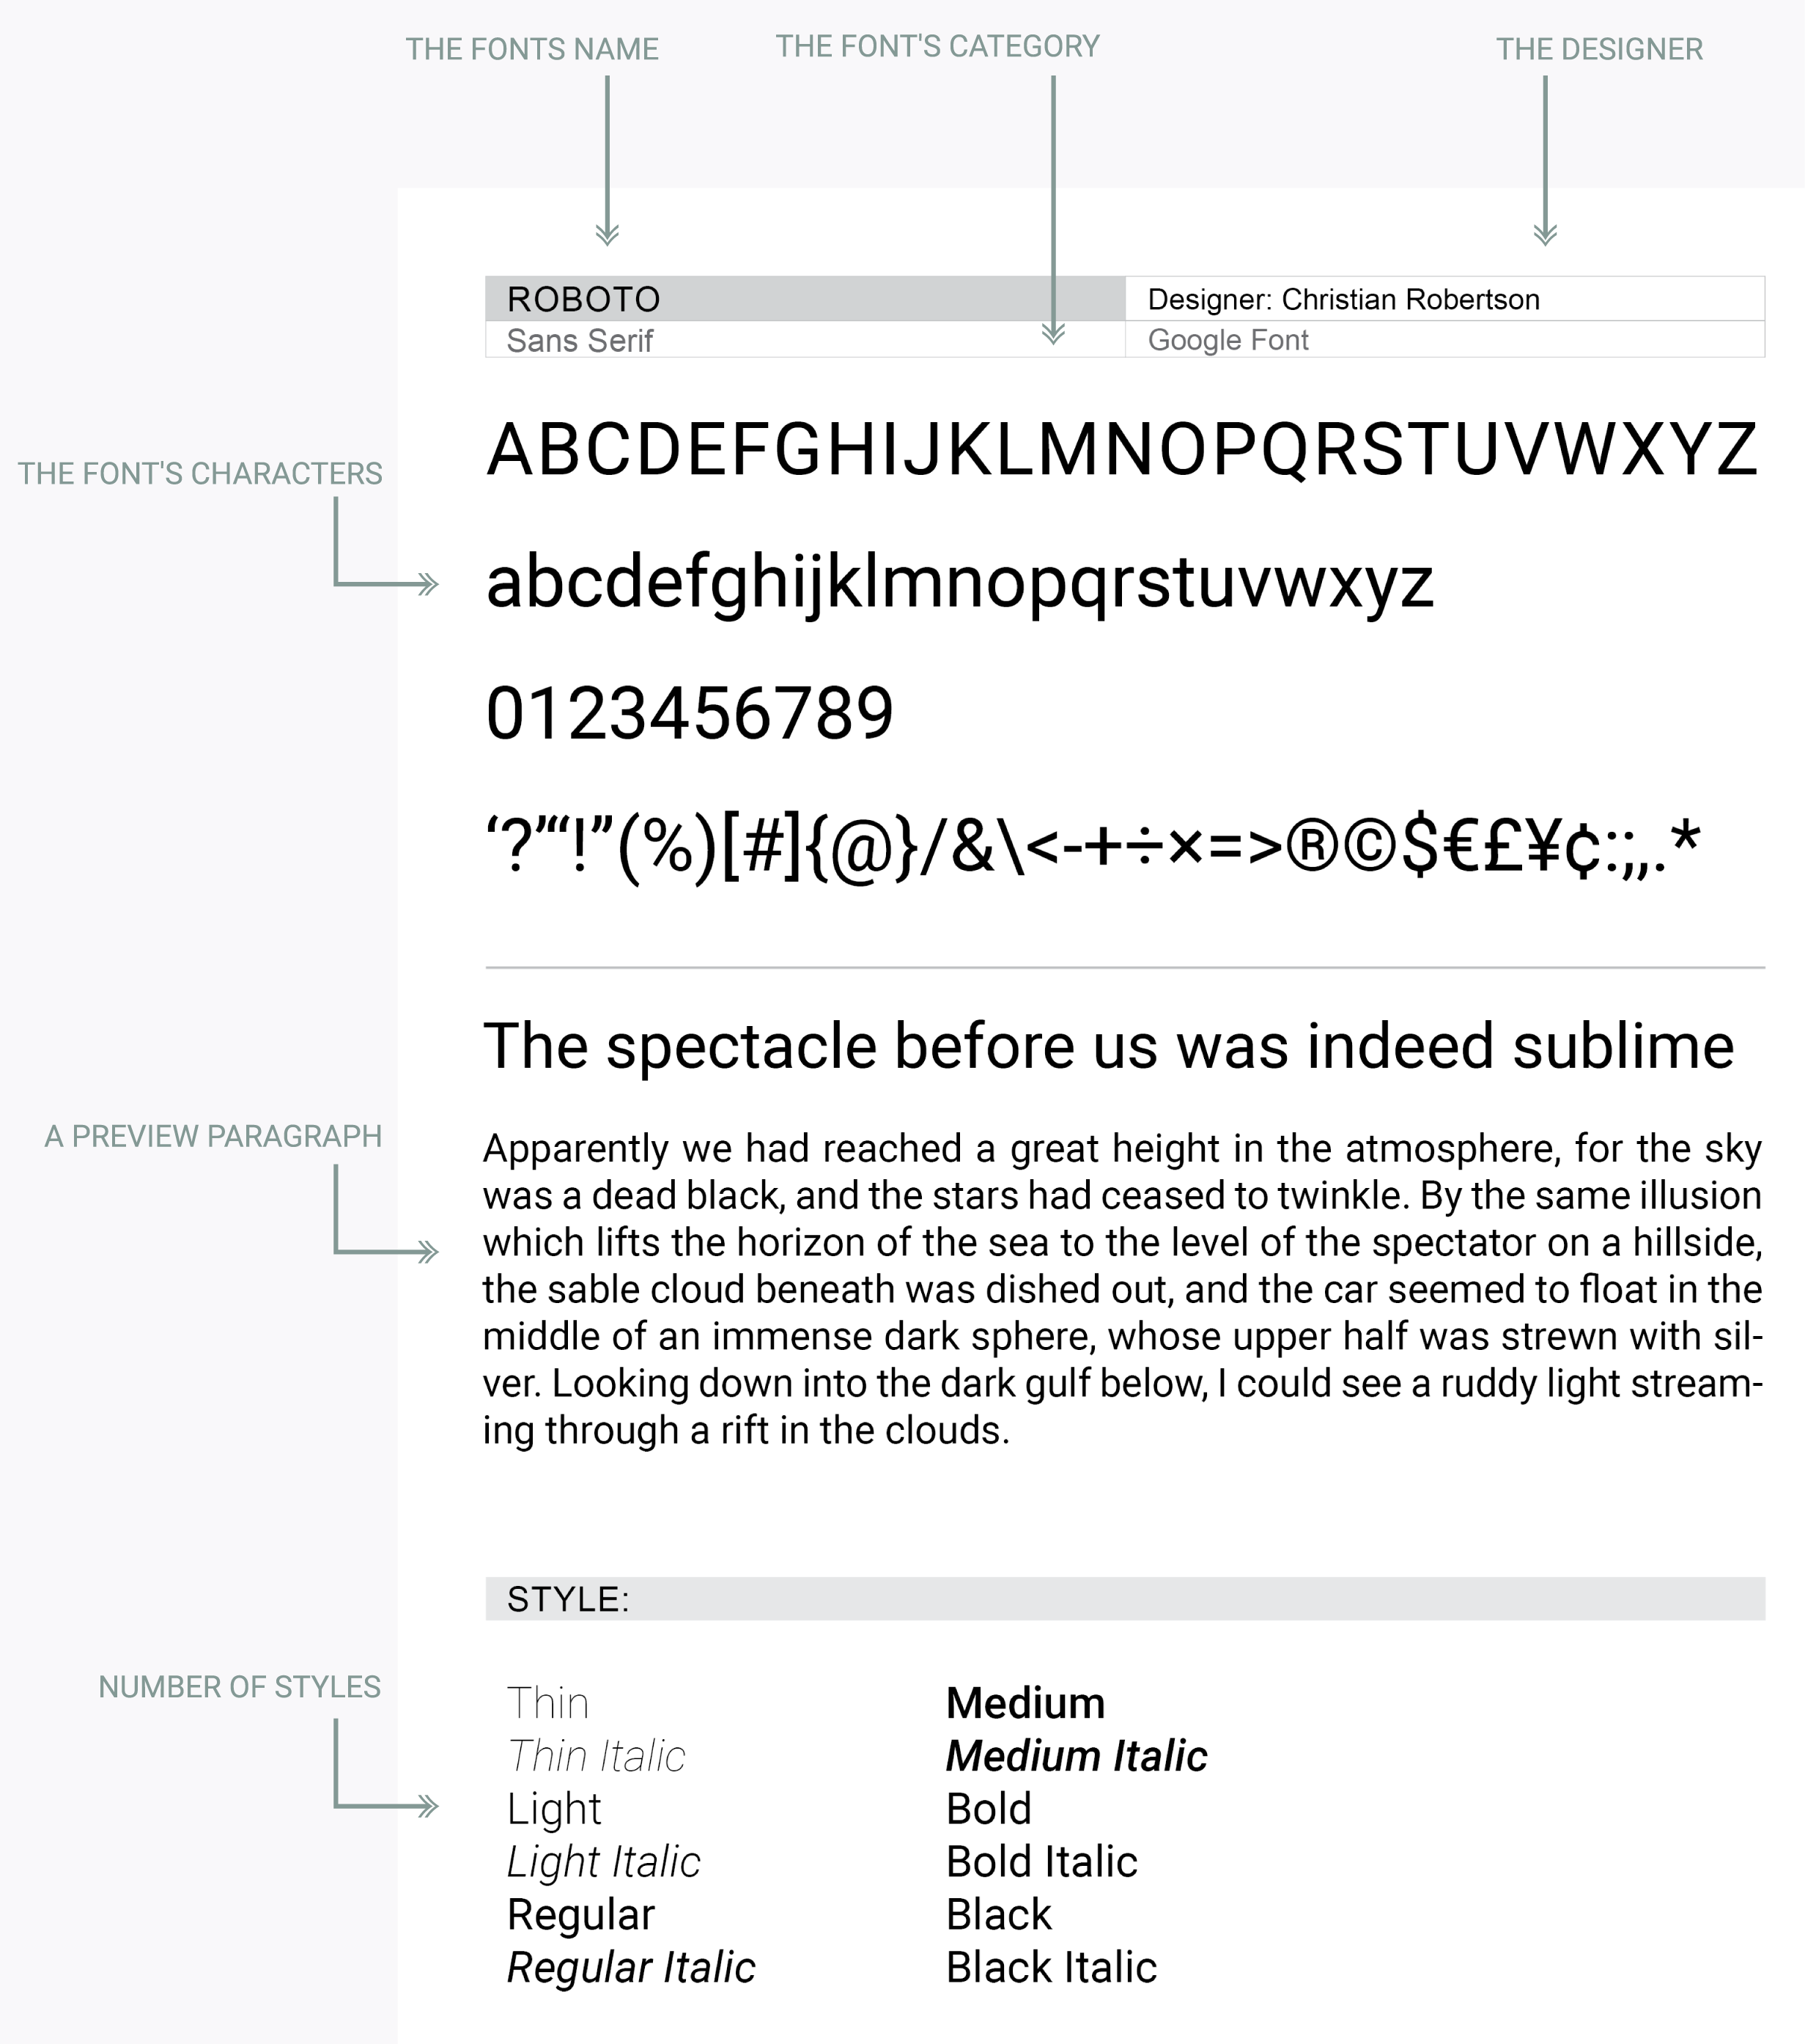 THE FONTS NAME
THE FONT'S CATEGORY
THE DESIGNER
ROBOTO
Designer: Christian Robertson
Sans Serif
Google Font
ABCDEFGHIJKLMNOPQRSTUVWXYZ
THE FONT'S CHARACTERS
abcdefghijklmnopqrstuvwxyz
0123456789
‘?’“!”(%)[#]{@}/&\<-+÷×=>®©$€£¥¢:;,.*
The spectacle before us was indeed sublime
A PREVIEW PARAGRAPH
Apparently we had reached a great height in the atmosphere, for the sky
was a dead black, and the stars had ceased to twinkle. By the same illusion
which lifts the horizon of the sea to the level of the spectator on a hillside,
the sable cloud beneath was dished out, and the car seemed to float in the
middle of an immense dark sphere, whose upper half was strewn with sil-
ver. Looking down into the dark gulf below, I could see a ruddy light stream-
ing through a rift in the clouds.
STYLE:
NUMBER OF STYLES
Thin
Thin Italic
Light
Light Italic
Regular
Regular Italic
Medium
Medium Italic
Bold
Bold Italic
Black
Black Italic